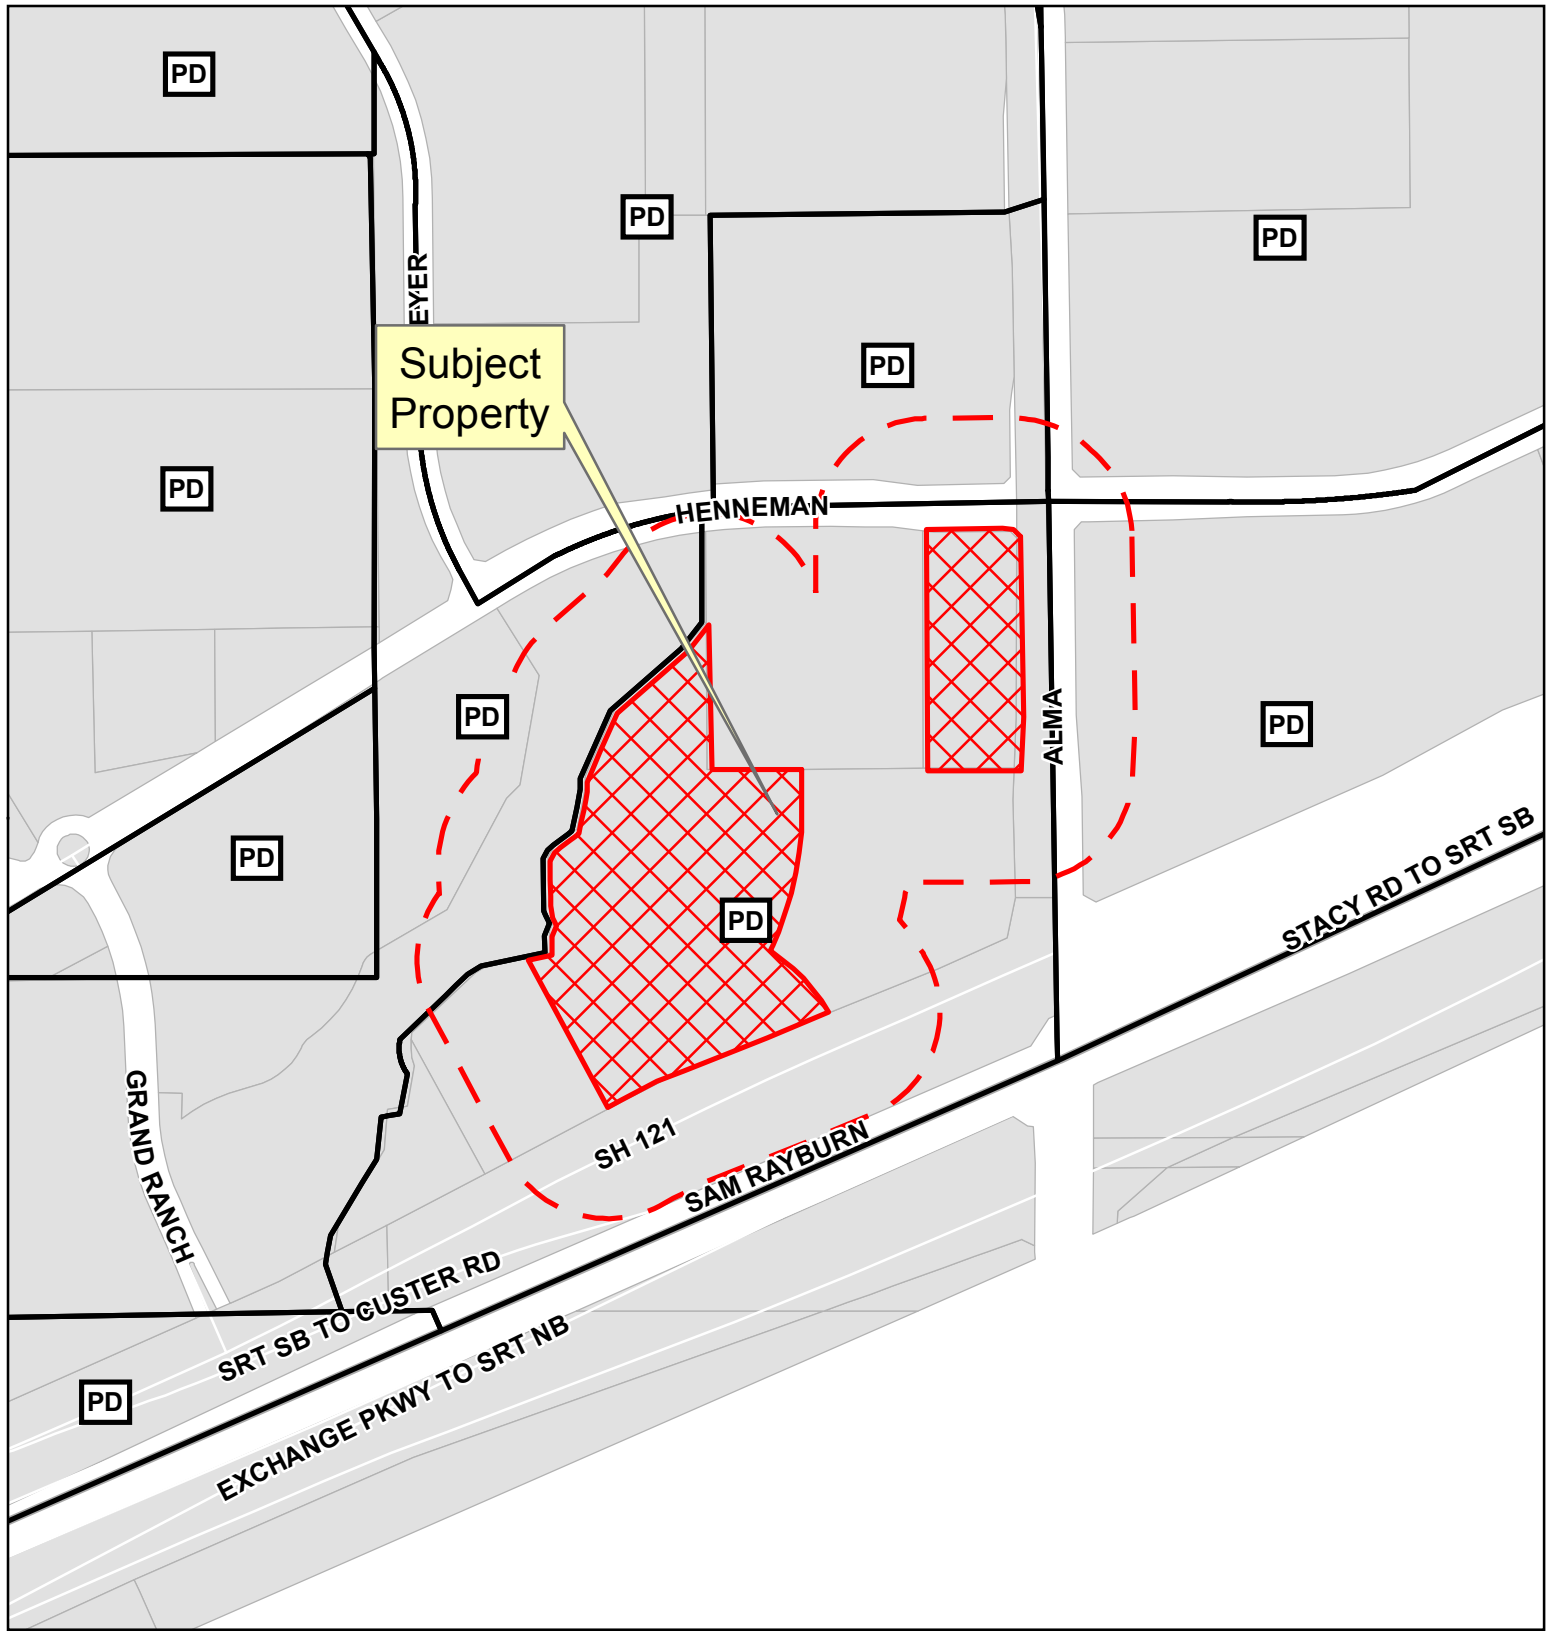 PD
PD
PD
EYER
Subject
Property
PD
PD
HENNEMAN
PD
ALMA
PD
PD
PD
STACY RD TO SRT SB
GRAND RANCH
SH 121
SAM RAYBURN
SRT SB TO CUSTER RD
EXCHANGE PKWY TO SRT NB
PD